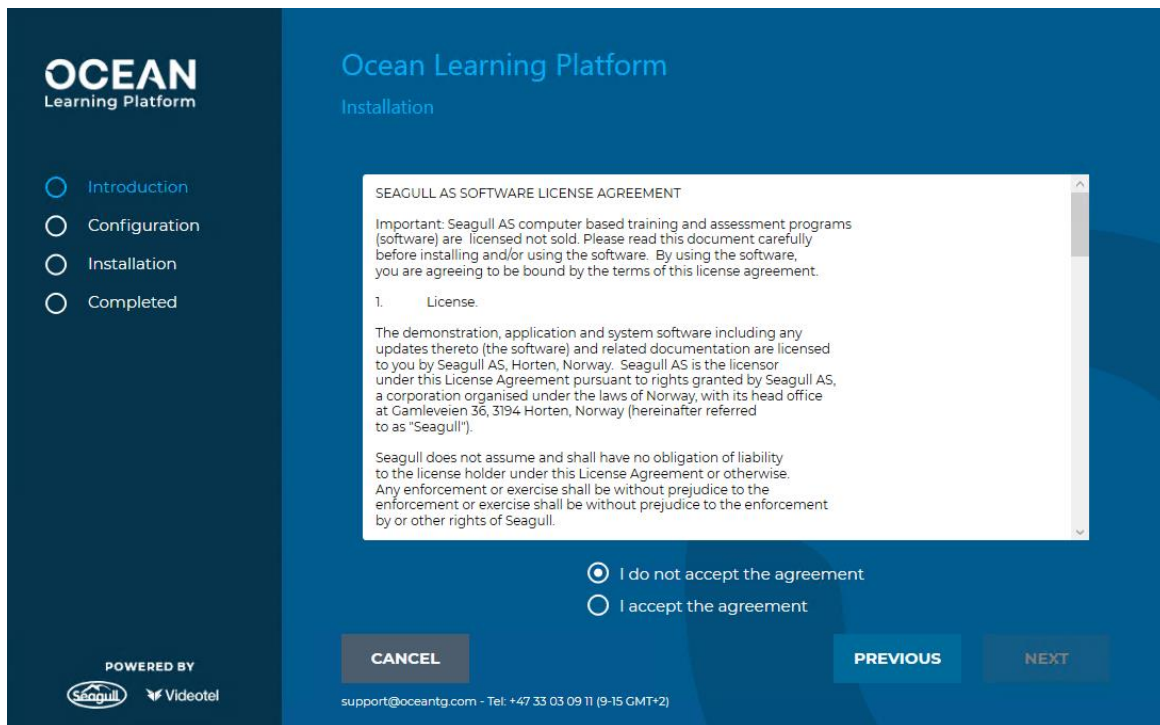 OCEAN
Learning Platform
Introduction
Configuration
Installation
Completed
POWERED BY
Seagull
Videotel
Ocean Learning Platform
Installation
SEAGULL AS SOFTWARE LICENSE AGREEMENT
Important: Seagull AS computer based training and assessment programs
(software) are  licensed not sold. Please read this document carefully
before installing and/or using the software.  By using the software,
you are agreeing to be bound by the terms of this license agreement.
1. License.
The demonstration, application and system software including any
updates thereto (the software) and related documentation are licensed
to you by Seagull AS, Horten, Norway.  Seagull AS is the licensor
under this License Agreement pursuant to rights granted by Seagull AS,
a corporation organised under the laws of Norway, with its head office
at Gamleveien 36, 3194 Horten, Norway (hereinafter referred
to as "Seagull").
Seagull does not assume and shall have no obligation of liability
to the license holder under this License Agreement or otherwise.
Any enforcement or exercise shall be without prejudice to the
enforcement or exercise shall be without prejudice to the enforcement
by or other rights of Seagull.
I do not accept the agreement
I accept the agreement
CANCEL
PREVIOUS
NEXT
support@oceantg.com - Tel: +47 33 03 09 11 (9-15 GMT+2)